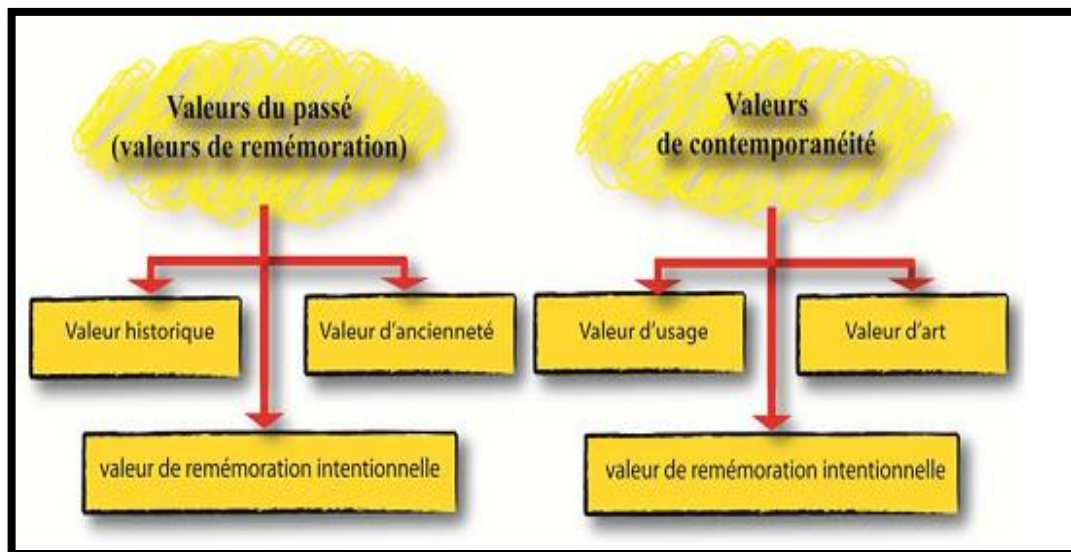 Valeurs du passé
(valeurs de remémoration)
Valeur historique
Valeur d'ancienneté
valeur de remémoration intentionnelle
Valeurs
de contemporanéité
Valeur d'usage
Valeur d'art
valeur de remémoration intentionnelle